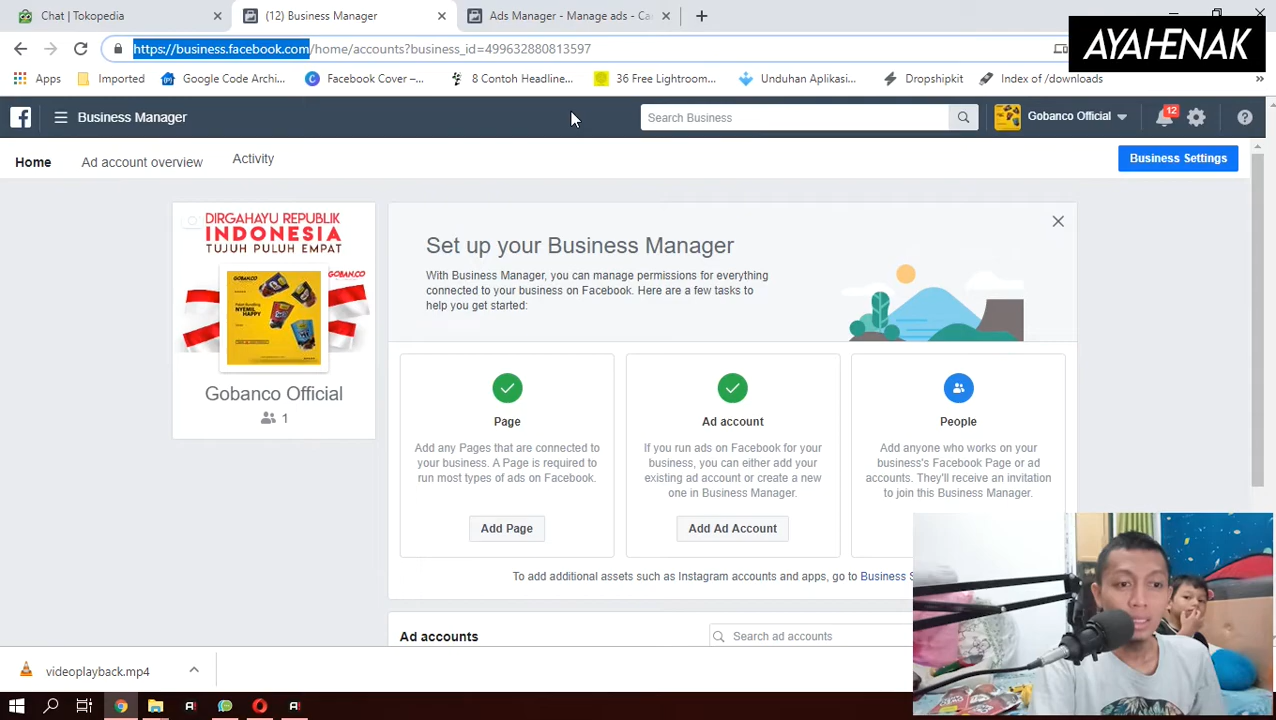 Chat | Tokopedia
(12) Business Manager
Ads Manager - Manage ads - Ca
https://business.facebook.com/home/accounts?business_id=499632880813597
AYAHENAK
Apps
Imported
Google Code Archi...
Facebook Cover –...
8 Contoh Headline...
36 Free Lightroom...
Unduhan Aplikasi...
Dropshipkit
Index of /downloads
Business Manager
Search Business
Gobanco Official
12
Home
Ad account overview
Activity
Business Settings
DIRGAHAYU REPUBLIK
INDONESIA
TUJUH PULUH EMPAT
GOBAN.CO
GOBAN.CO
NYEMIL
HAPPY
Gobanco Official
1
Set up your Business Manager
With Business Manager, you can manage permissions for everything
connected to your business on Facebook. Here are a few tasks to
help you get started:
Page
Add any Pages that are connected to
your business. A Page is required to
run most types of ads on Facebook.
Add Page
Ad account
If you run ads on Facebook for your
business, you can either add your
existing ad account or create a new
one in Business Manager.
Add Ad Account
People
Add anyone who works on your
business's Facebook Page or ad
accounts. They'll receive an invitation
to join this Business Manager.
To add additional assets such as Instagram accounts and apps, go to Business S
Ad accounts
Search ad accounts
videoplayback.mp4